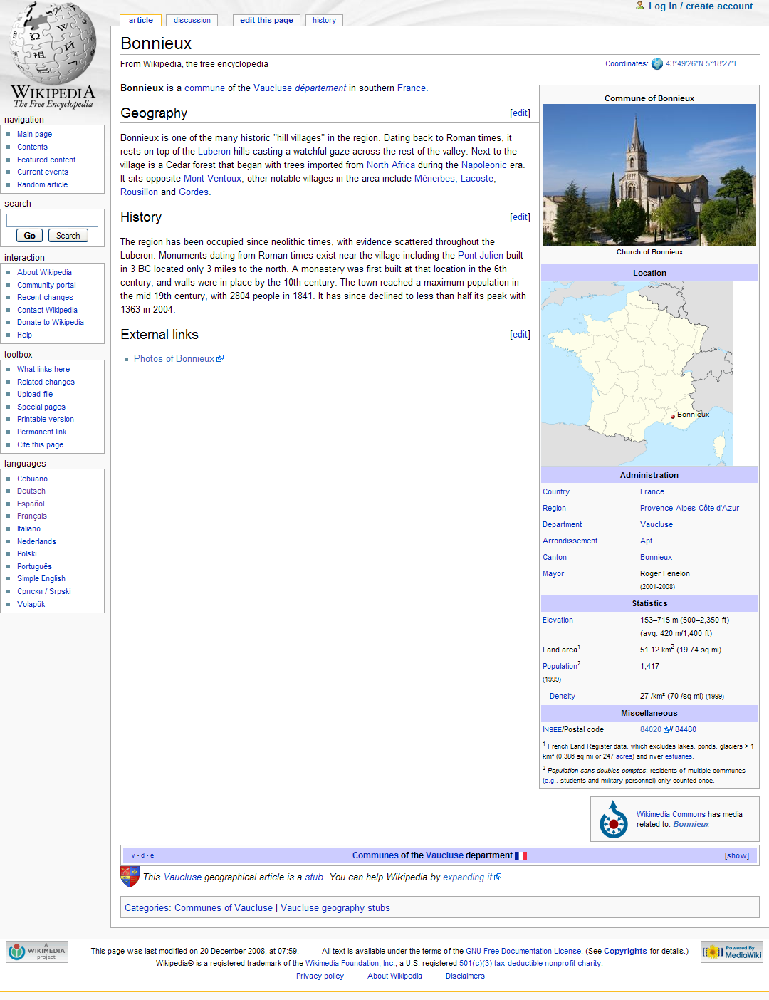 Log in / create account
article
discussion
edit this page
history
WIKIPEDIA
The Free Encyclopedia
navigation
Main page
Contents
Featured content
Current events
Random article
search
Go
Search
interaction
About Wikipedia
Community portal
Recent changes
Contact Wikipedia
Donate to Wikipedia
Help
toolbox
What links here
Related changes
Upload file
Special pages
Printable version
Permanent link
Cite this page
languages
Cebuano
Deutsch
Español
Français
Italiano
Nederlands
Polski
Português
Simple English
Српски / Srpski
Volapük
Bonnieux
From Wikipedia, the free encyclopedia
Coordinates: 43°49′26″N 5°18′27″E
Bonnieux is a commune of the Vaucluse département in southern France.
Geography [edit]
Bonnieux is one of the many historic "hill villages" in the region. Dating back to Roman times, it
rests on top of the Luberon hills casting a watchful gaze across the rest of the valley. Next to the
village is a Cedar forest that began with trees imported from North Africa during the Napoleonic era.
It sits opposite Mont Ventoux, other notable villages in the area include Ménerbes, Lacoste,
Rousillon and Gordes.
History [edit]
The region has been occupied since neolithic times, with evidence scattered throughout the
Luberon. Monuments dating from Roman times exist near the village including the Pont Julien built
in 3 BC located only 3 miles to the north. A monastery was first built at that location in the 6th
century, and walls were in place by the 10th century. The town reached a maximum population in
the mid 19th century, with 2804 people in 1841. It has since declined to less than half its peak with
1363 in 2004.
External links [edit]
Photos of Bonnieux
Commune of Bonnieux
Church of Bonnieux
Location
Bonnieux
Administration
Country France
Region Provence-Alpes-Côte d'Azur
Department Vaucluse
Arrondissement Apt
Canton Bonnieux
Mayor Roger Fenelon
(2001-2008)
Statistics
Elevation 153–715 m (500–2,350 ft)
(avg. 420 m/1,400 ft)
Land area1 51.12 km2 (19.74 sq mi)
Population2 1,417
(1999)
- Density 27 /km² (70 /sq mi) (1999)
Miscellaneous
INSEE/Postal code 84020 / 84480
1 French Land Register data, which excludes lakes, ponds, glaciers > 1
km² (0.386 sq mi or 247 acres) and river estuaries.
2 Population sans doubles comptes: residents of multiple communes
(e.g., students and military personnel) only counted once.
Wikimedia Commons has media
related to: Bonnieux
v • d • e Communes of the Vaucluse department [show]
This Vaucluse geographical article is a stub. You can help Wikipedia by expanding it.
Categories: Communes of Vaucluse | Vaucluse geography stubs
A
WIKIMEDIA
project
This page was last modified on 20 December 2008, at 07:59. All text is available under the terms of the GNU Free Documentation License. (See Copyrights for details.)
Wikipedia® is a registered trademark of the Wikimedia Foundation, Inc., a U.S. registered 501(c)(3) tax-deductible nonprofit charity.
Privacy policy About Wikipedia Disclaimers
Powered By
MediaWiki